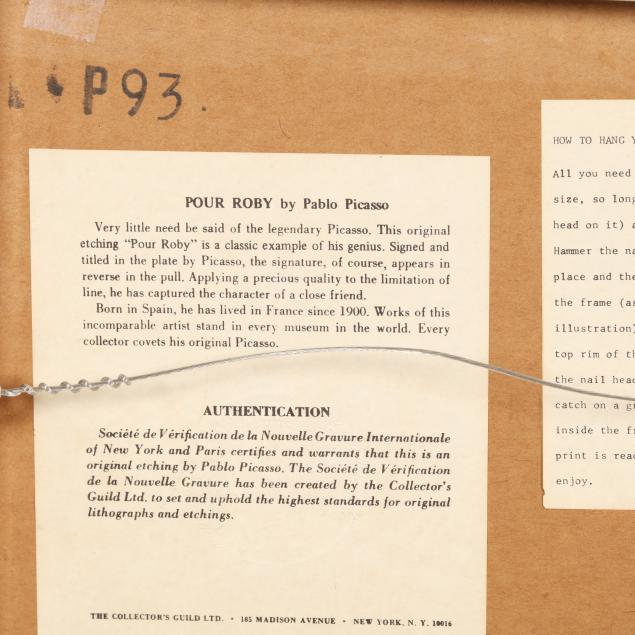 P93.
POUR ROBY by Pablo Picasso
Very little need be said of the legendary Picasso. This original
etching "Pour Roby" is a classic example of his genius. Signed and
titled in the plate by Picasso, the signature, of course, appears in
reverse in the pull. Applying a precious quality to the limitation of
line, he has captured the character of a close friend.
Born in Spain, he has lived in France since 1900. Works of this
incomparable artist stand in every museum in the world. Every
collector covets his original Picasso.
AUTHENTICATION
Société de Vérification de la Nouvelle Gravure Internationale
of New York and Paris certifies and warrants that this is an
original etching by Pablo Picasso. The Société de Vérification
de la Nouvelle Gravure has been created by the Collector's
Guild Ltd. to set and uphold the highest standards for original
lithographs and etchings.
THE COLLECTOR'S GUILD LTD. • 185 MADISON AVENUE • NEW YORK, N. Y. 10016
HOW TO HANG
All you need
size, so long
head on it)
Hammer the
place and
the frame
illustration)
top rim of
the nail head
catch on a
inside the
print is
enjoy.